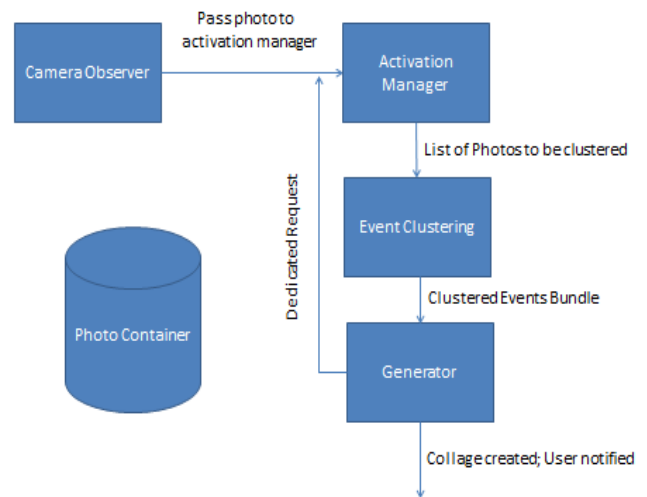 Pass photo to
activation manager
Camera Observer
Activation
Manager
List of Photos to be clustered
Dedicated Request
Event Clustering
Clustered Events Bundle
Photo Container
Generator
Collage created; User notified